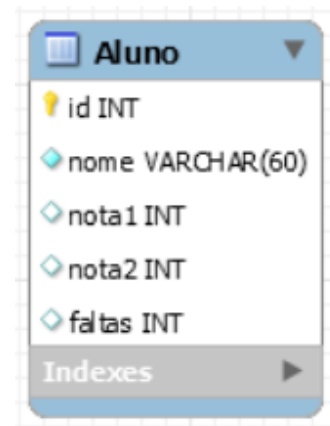 Aluno
id INT
nome VARCHAR(60)
nota1 INT
nota2 INT
faltas INT
Indexes